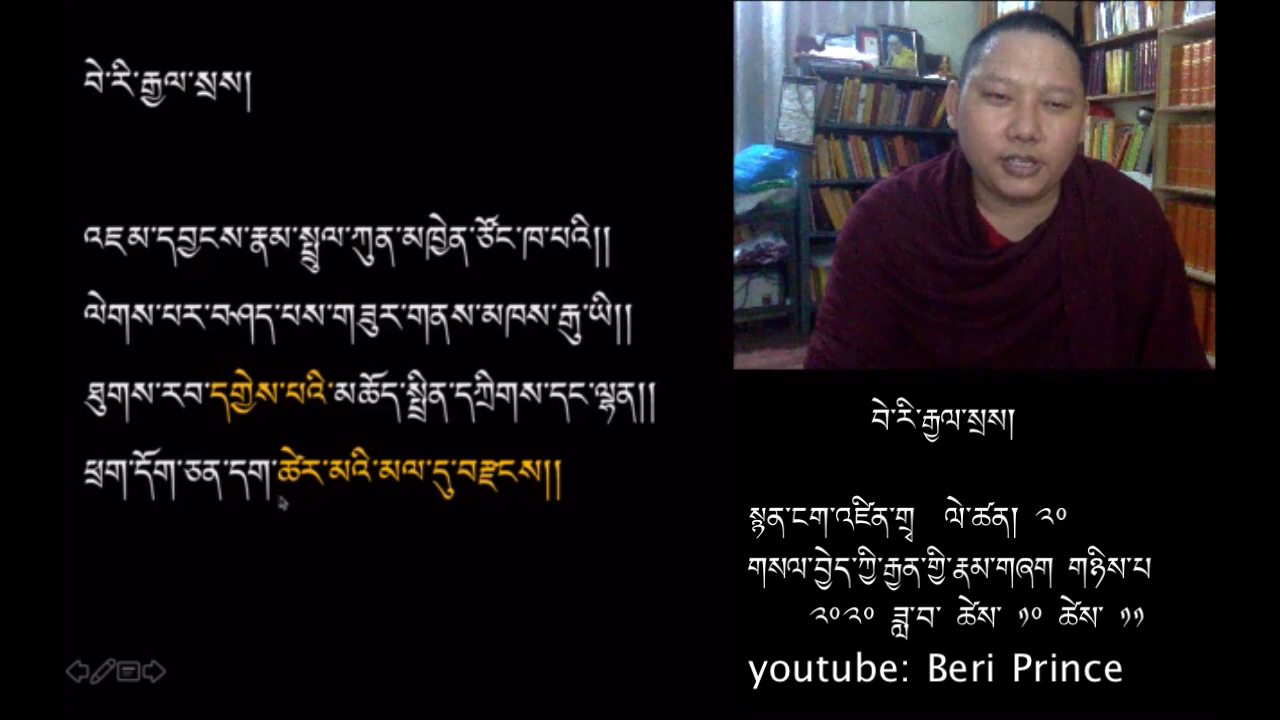 བེ་རི་རྒྱལ་སྲས།
འཇམ་དབྱངས་རྣམ་སྤྲུལ་ཀུན་མཁྱེན་ཙོང་ཁ་པའི།།
ལེགས་པར་བཤད་པས་གཟུར་གནས་མཁས་རྒུ་ཡི།།
ཐུགས་རབ་དགྱེས་པའི་མཆོད་སྤྲིན་དཀྲིགས་དང་ལྷན།།
ཕྲག་དོག་ཅན་དག་ཚེར་མའི་མལ་དུ་བརྫངས།།
བེ་རི་རྒྱལ་སྲས།
སྙན་ངག་འཛིན་གྲྭ ལེ་ཚན། ༢༠
གསལ་བྱེད་ཀྱི་རྒྱན་གྱི་རྣམ་གཞག གཉིས་པ
༢༠༢༠ ཟླ་བ་ ཚེས་ ༡༠ ཚེས་ ༡༡
youtube: Beri Prince